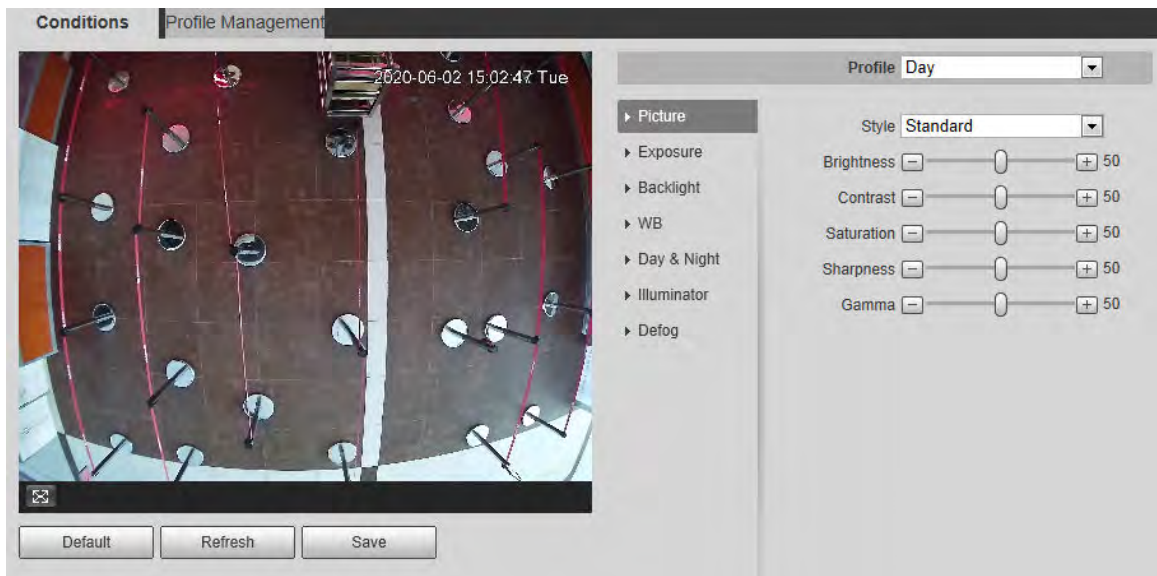 Conditions Profile Management
2020-06-02 15:02:47 Tue
Profile Day
Picture
Exposure
Backlight
WB
Day & Night
Illuminator
Defog
Style Standard
Brightness - + 50
Contrast - + 50
Saturation - + 50
Sharpness - + 50
Gamma - + 50
Default Refresh Save